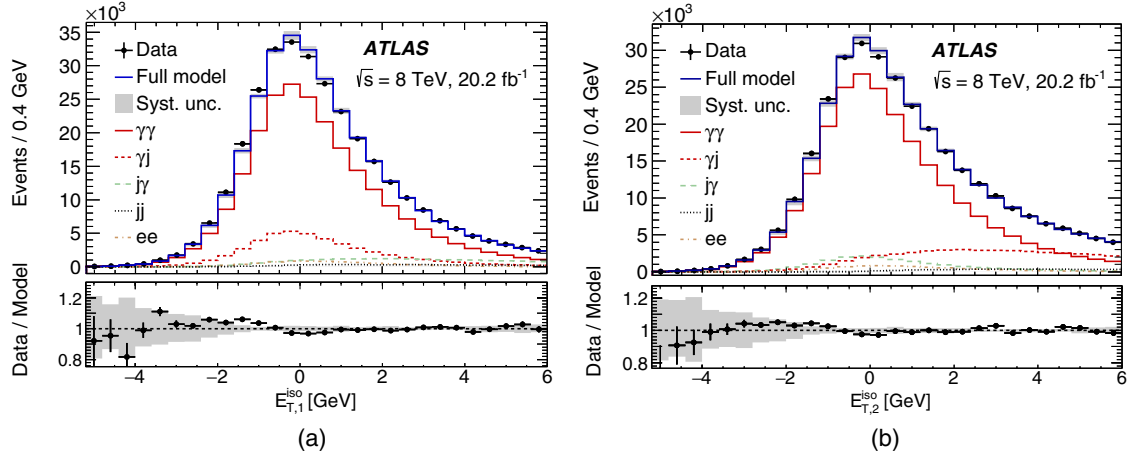 ×10³
35
30
25
20
15
10
5
0
Events / 0.4 GeV
Data
Full model
Syst. unc.
γγ
γj
jγ
jj
ee
ATLAS
√s = 8 TeV, 20.2 fb⁻¹
1.2
1
0.8
Data / Model
−4 −2 0 2 4 6
E_{T,1}^{iso} [GeV]
(a)
×10³
35
30
25
20
15
10
5
0
Events / 0.4 GeV
Data
Full model
Syst. unc.
γγ
γj
jγ
jj
ee
ATLAS
√s = 8 TeV, 20.2 fb⁻¹
1.2
1
0.8
Data / Model
−4 −2 0 2 4 6
E_{T,2}^{iso} [GeV]
(b)